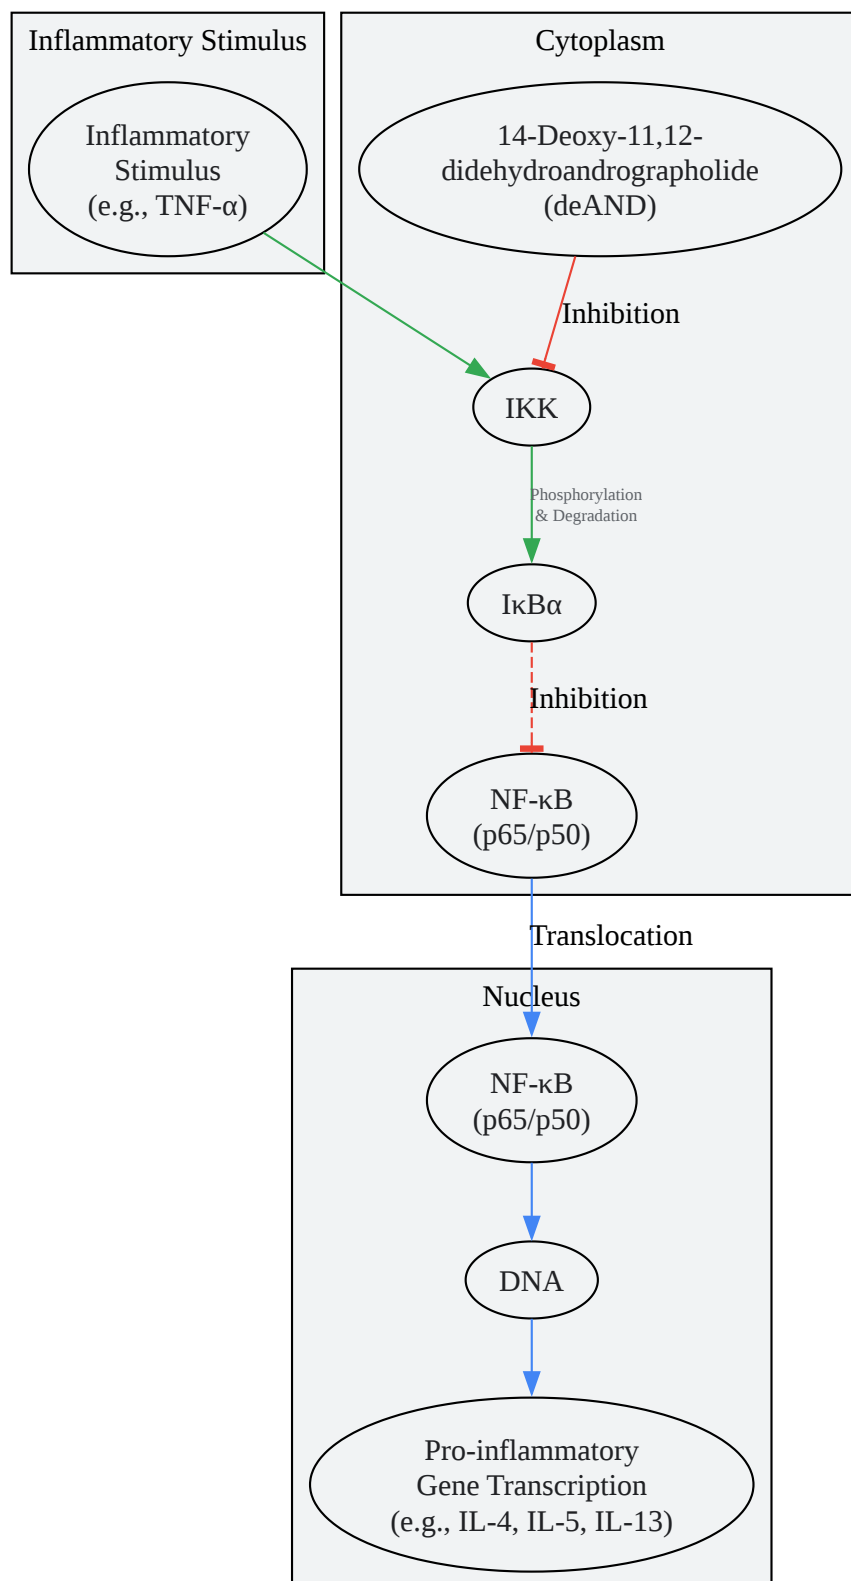 Inflammatory Stimulus
Inflammatory
Stimulus
(e.g., TNF-α)
Cytoplasm
14-Deoxy-11,12-
didehydroandrographolide
(deAND)
Inhibition
IKK
Phosphorylation
& Degradation
IκBα
Inhibition
NF-κB
(p65/p50)
Translocation
Nucleus
NF-κB
(p65/p50)
DNA
Pro-inflammatory
Gene Transcription
(e.g., IL-4, IL-5, IL-13)